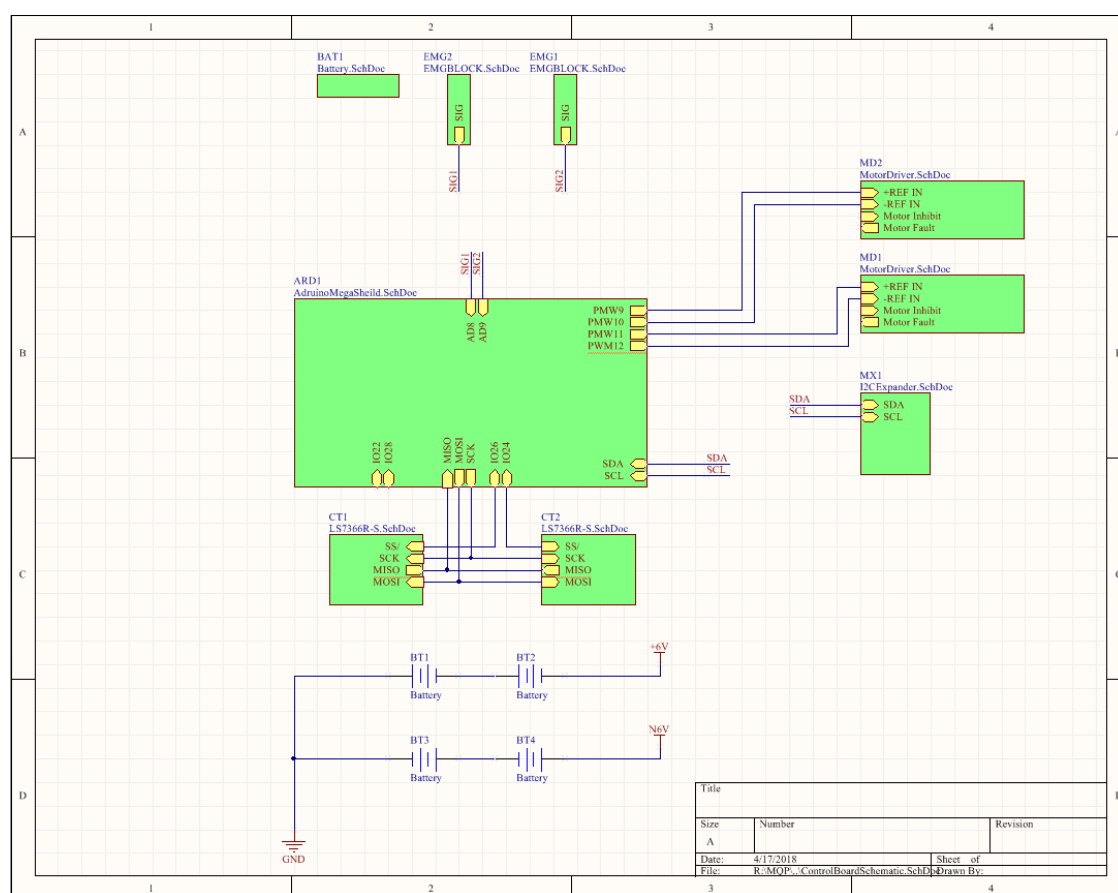 1 2 3 4
BAT1
Battery.SchDoc
EMG2
EMGBLOCK.SchDoc
EMG1
EMGBLOCK.SchDoc
SIG
SIG
A
SIG1
SIG2
MD2
MotorDriver.SchDoc
+REF IN
-REF IN
Motor Inhibit
Motor Fault
SIG1
SIG2
MD1
MotorDriver.SchDoc
+REF IN
-REF IN
Motor Inhibit
Motor Fault
ARD1
AdruinoMegaSheild.SchDoc
AD8
AD9
PMW9
PMW10
PMW11
PWM12
B
MX1
I2CExpander.SchDoc
SDA
SCL
SDA
SCL
IO22
IO28
MISO
MOSI
SCK
IO26
IO24
SDA
SCL
SDA
SCL
CT1
LS7366R-S.SchDoc
SS/
SCK
MISO
MOSI
CT2
LS7366R-S.SchDoc
SS/
SCK
MISO
MOSI
C
+6V
BT1
Battery
BT2
Battery
N6V
BT3
Battery
BT4
Battery
D
GND
Title
Size
A
Number
Revision
Date: 4/17/2018 Sheet of
File: R:\MQP\..\ControlBoardSchematic.SchDoc Drawn By:
1 2 3 4